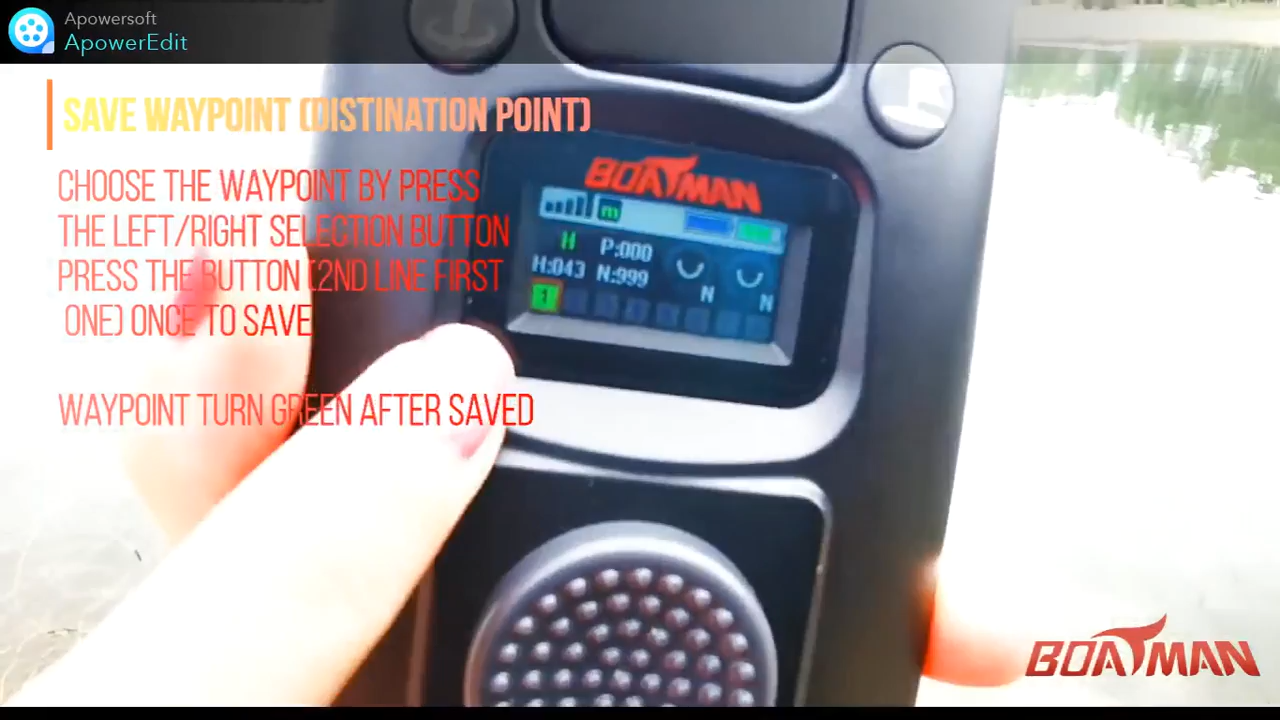 Apowersoft
ApowerEdit
SAVE WAYPOINT (DISTINATION POINT)
CHOOSE THE WAYPOINT BY PRESS
THE LEFT/RIGHT SELECTION BUTTON
PRESS THE BUTTON (2ND LINE FIRST
ONE) ONCE TO SAVE
WAYPOINT TURN GREEN AFTER SAVED
BOATMAN
m
H P:000
H:043 N:999
N N
1
BOATMAN